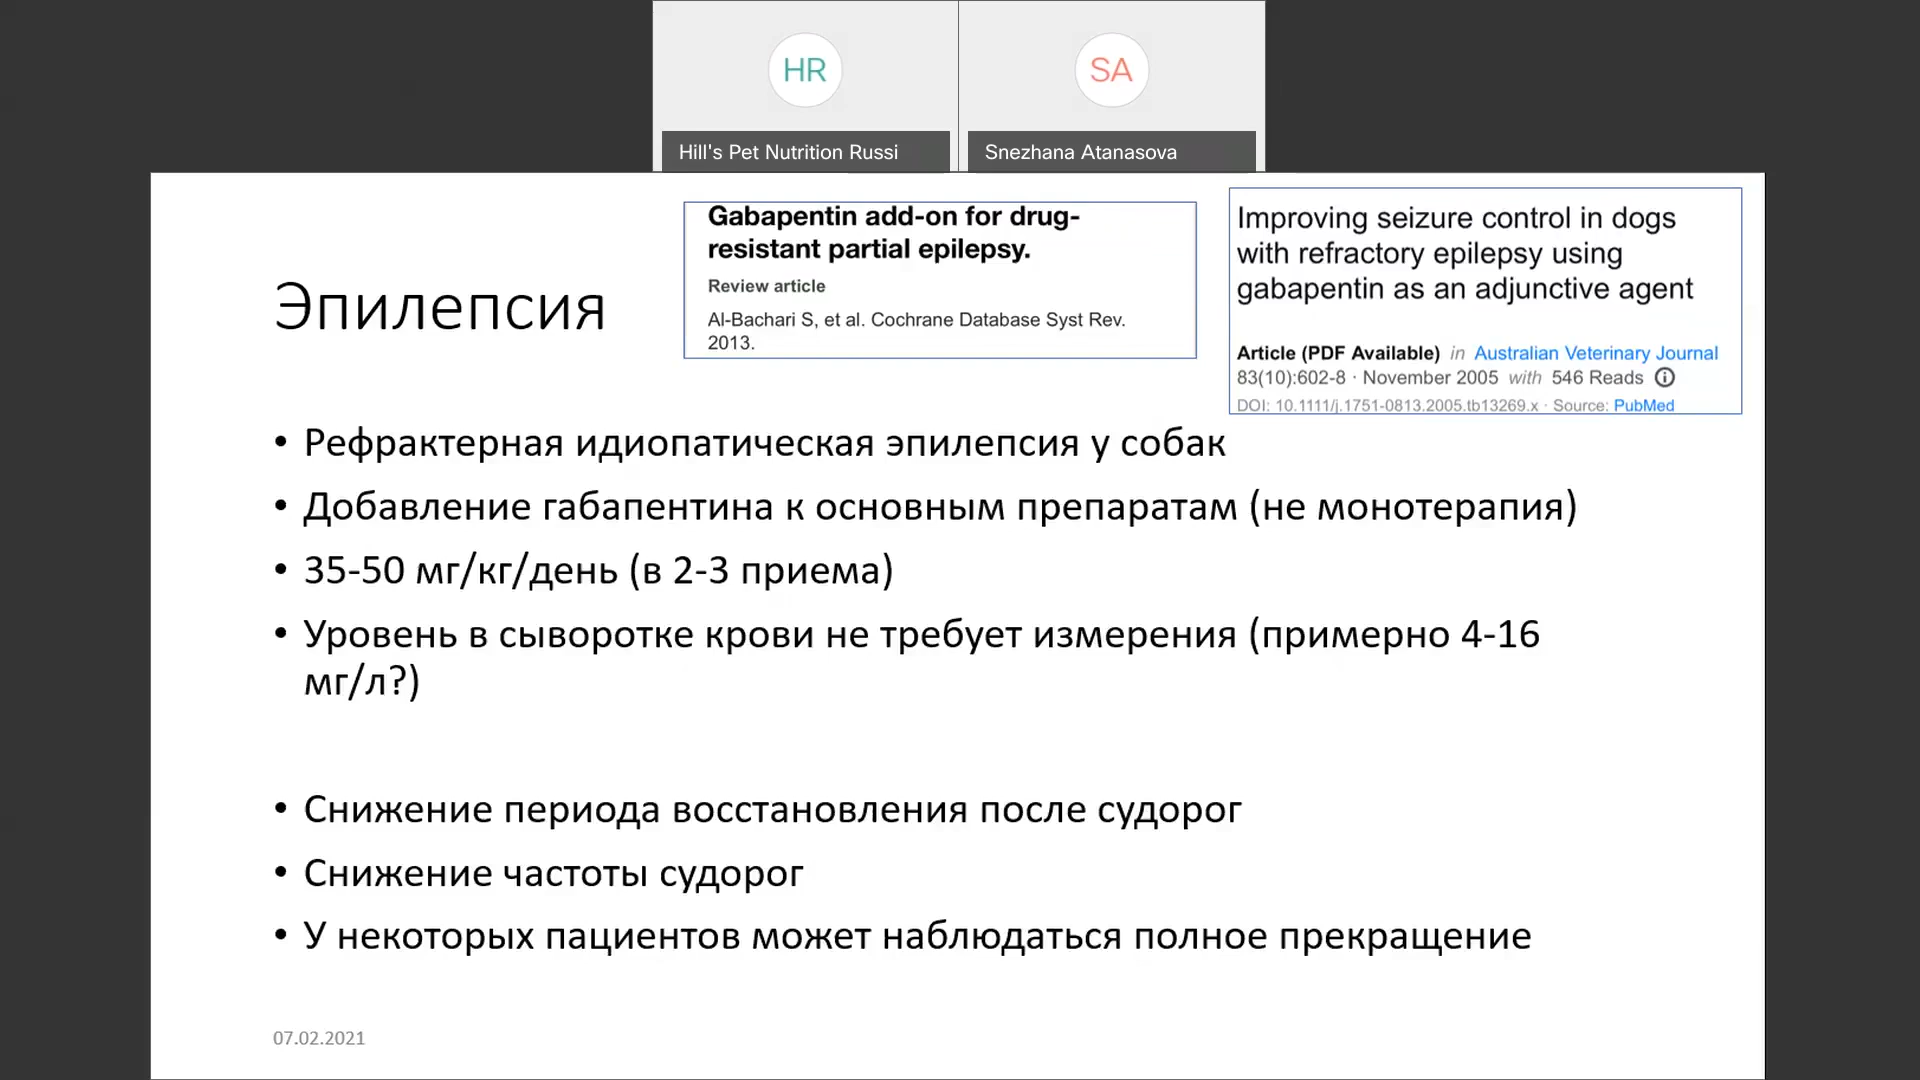 HR
SA
Hill's Pet Nutrition Russi
Snezhana Atanasova
Gabapentin add-on for drug-
resistant partial epilepsy.
Review article
Al-Bachari S, et al. Cochrane Database Syst Rev.
2013.
Improving seizure control in dogs
with refractory epilepsy using
gabapentin as an adjunctive agent
Article (PDF Available) in Australian Veterinary Journal
83(10):602-8 · November 2005 with 546 Reads
DOI: 10.1111/j.1751-0813.2005.tb13269.x · Source: PubMed
Эпилепсия
• Рефрактерная идиопатическая эпилепсия у собак
• Добавление габапентина к основным препаратам (не монотерапия)
• 35-50 мг/кг/день (в 2-3 приема)
• Уровень в сыворотке крови не требует измерения (примерно 4-16
мг/л?)
• Снижение периода восстановления после судорог
• Снижение частоты судорог
• У некоторых пациентов может наблюдаться полное прекращение
07.02.2021